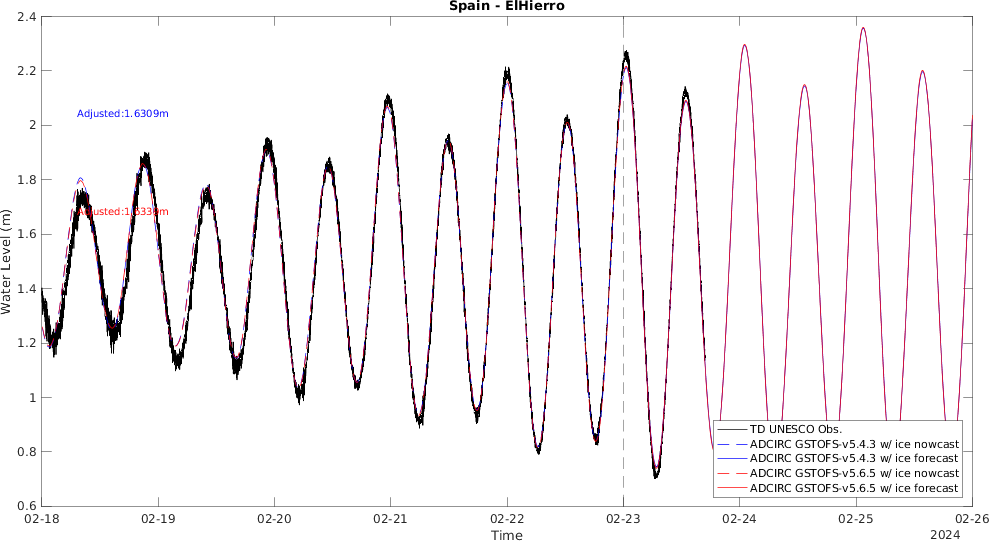 Spain - ElHierro
2.4
2.2
2
1.8
1.6
1.4
1.2
1
0.8
0.6
Water Level (m)
Adjusted:1.6309m
TD UNESCO Obs.
ADCIRC GSTOFS-v5.4.3 w/ ice nowcast
ADCIRC GSTOFS-v5.4.3 w/ ice forecast
ADCIRC GSTOFS-v5.6.5 w/ ice nowcast
ADCIRC GSTOFS-v5.6.5 w/ ice forecast
02-18 02-19 02-20 02-21 02-22 02-23 02-24 02-25 02-26
Time
2024